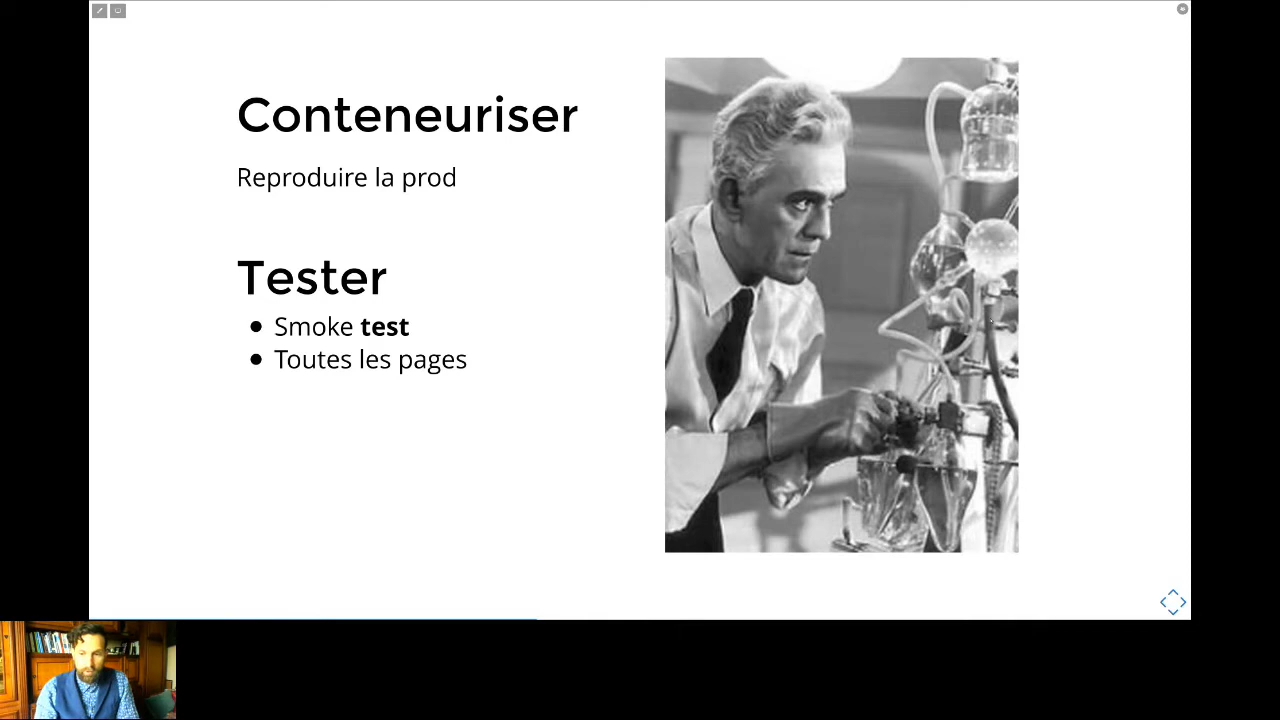 Conteneuriser
Reproduire la prod
Tester
Smoke test
Toutes les pages